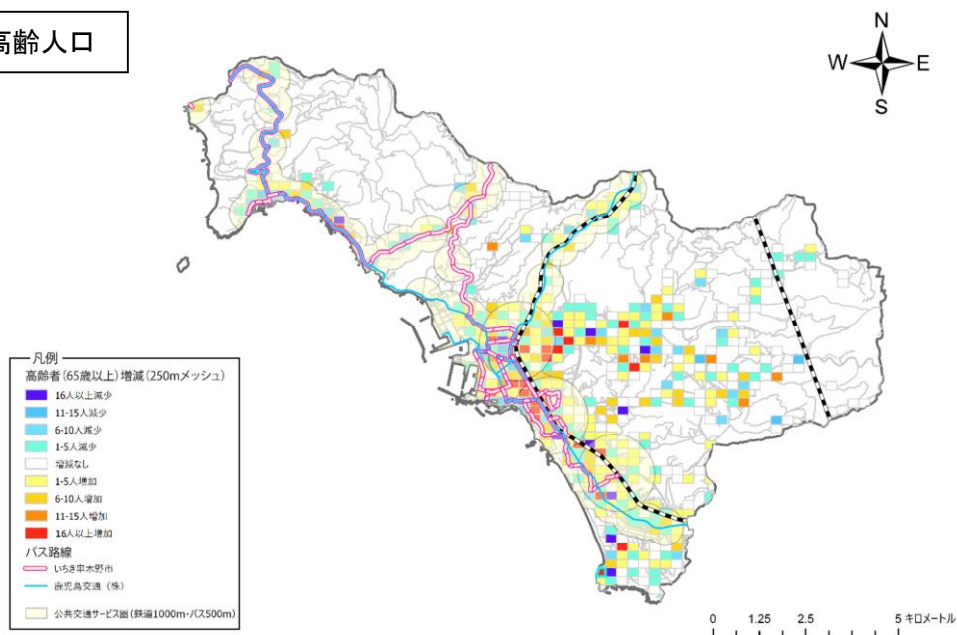 高齢人口
N
W E
S
凡例
高齢者(65歳以上)増減(250mメッシュ)
16人以上減少
11-15人減少
6-10人減少
1-5人減少
増減なし
1-5人増加
6-10人増加
11-15人増加
16人以上増加
バス路線
いちき串木野市
鹿児島交通（株）
公共交通サービス圏(鉄道1000m・バス500m)
0 1.25 2.5 5 キロメートル